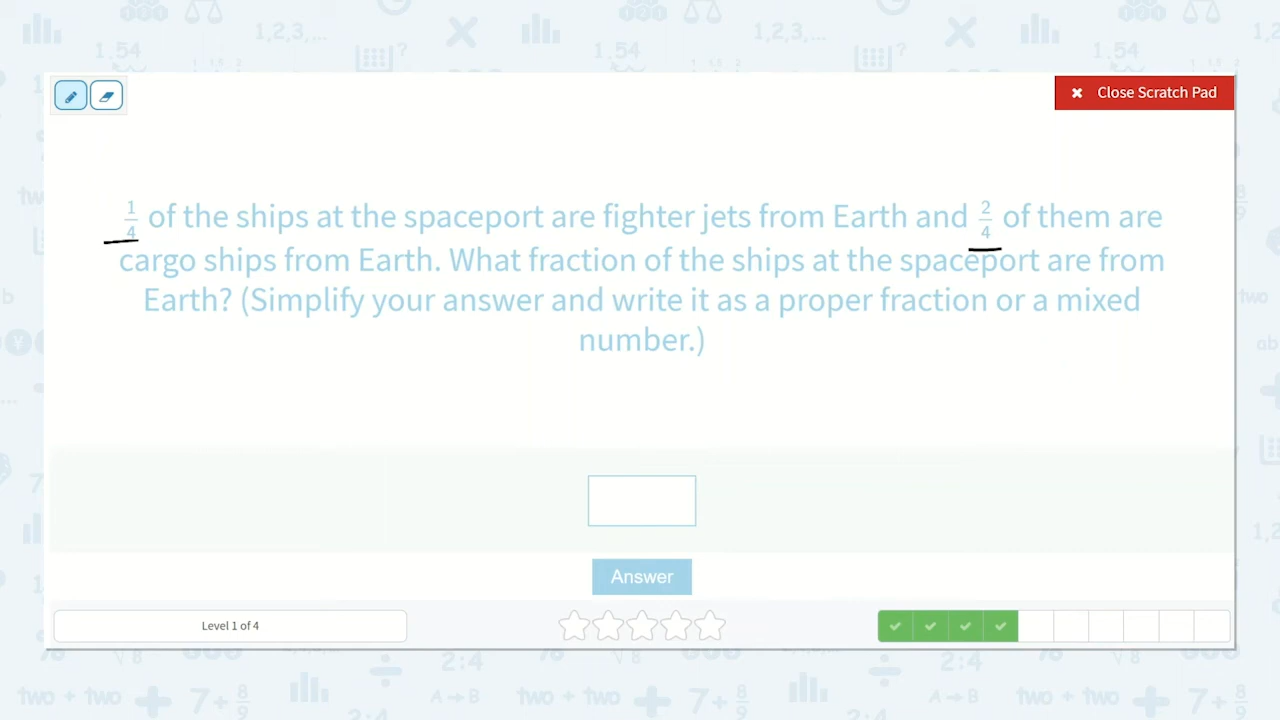 Close Scratch Pad
1/4 of the ships at the spaceport are fighter jets from Earth and 2/4 of them are
cargo ships from Earth. What fraction of the ships at the spaceport are from
Earth? (Simplify your answer and write it as a proper fraction or a mixed
number.)
Answer
Level 1 of 4